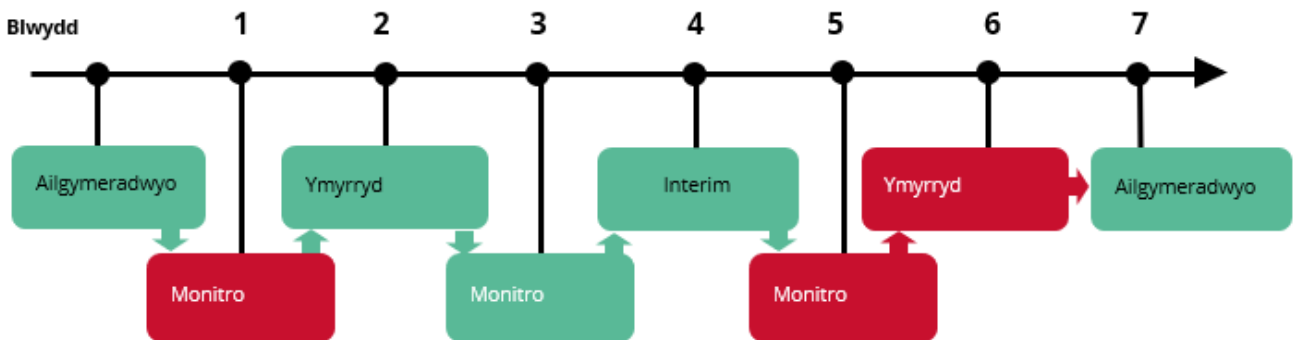 Blwydd 1 2 3 4 5 6 7
Ailgymeradwyo
Ymyrryd
Interim
Ymyrryd
Ailgymeradwyo
Monitro
Monitro
Monitro